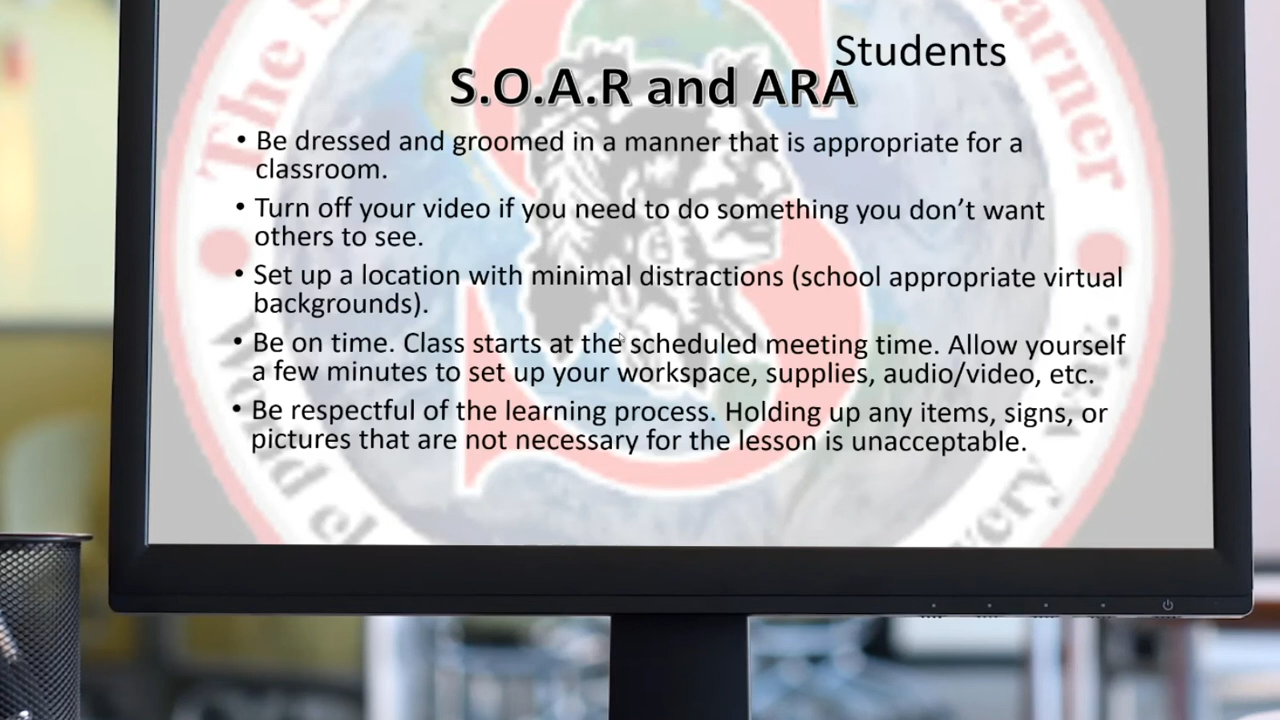 Students
S.O.A.R and ARA
• Be dressed and groomed in a manner that is appropriate for a
classroom.
• Turn off your video if you need to do something you don’t want
others to see.
• Set up a location with minimal distractions (school appropriate virtual
backgrounds).
• Be on time. Class starts at the scheduled meeting time. Allow yourself
a few minutes to set up your workspace, supplies, audio/video, etc.
• Be respectful of the learning process. Holding up any items, signs, or
pictures that are not necessary for the lesson is unacceptable.
The